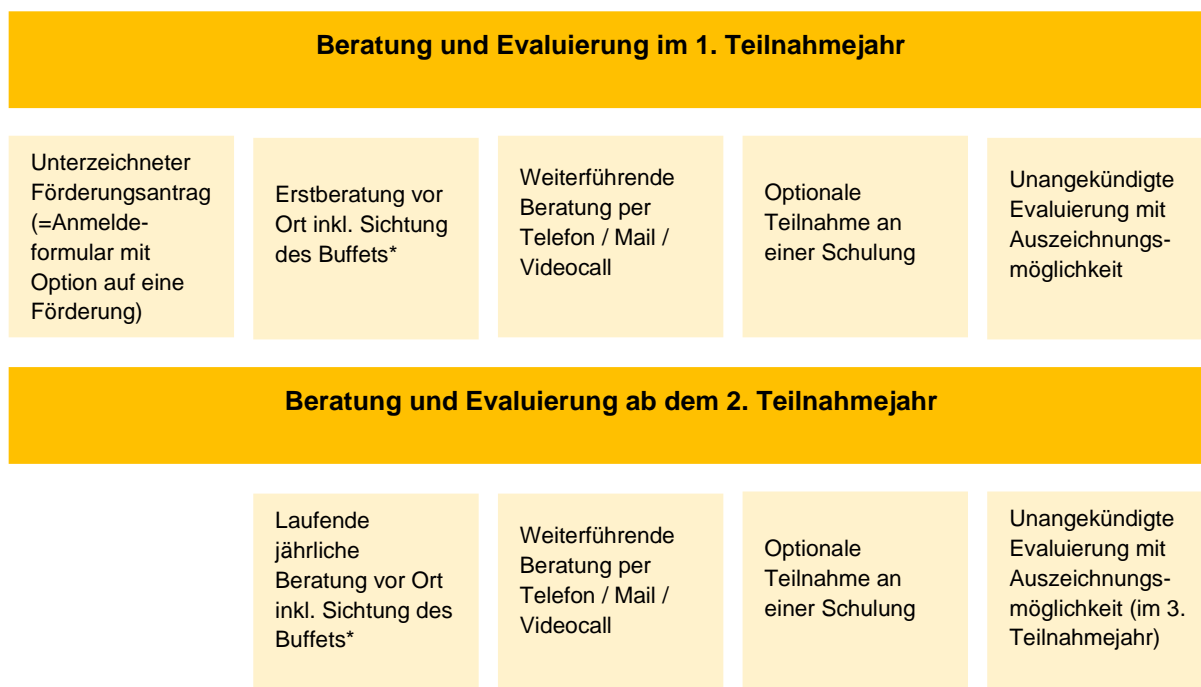 Beratung und Evaluierung im 1. Teilnahmejahr
Unterzeichneter
Förderungsantrag
(=Anmelde-
formular mit
Option auf eine
Förderung)
Erstberatung vor
Ort inkl. Sichtung
des Buffets*
Weiterführende
Beratung per
Telefon / Mail /
Videocall
Optionale
Teilnahme an
einer Schulung
Unangekündigte
Evaluierung mit
Auszeichnungs-
möglichkeit
Beratung und Evaluierung ab dem 2. Teilnahmejahr
Laufende
jährliche
Beratung vor Ort
inkl. Sichtung des
Buffets*
Weiterführende
Beratung per
Telefon / Mail /
Videocall
Optionale
Teilnahme an
einer Schulung
Unangekündigte
Evaluierung mit
Auszeichnungs-
möglichkeit (im 3.
Teilnahmejahr)